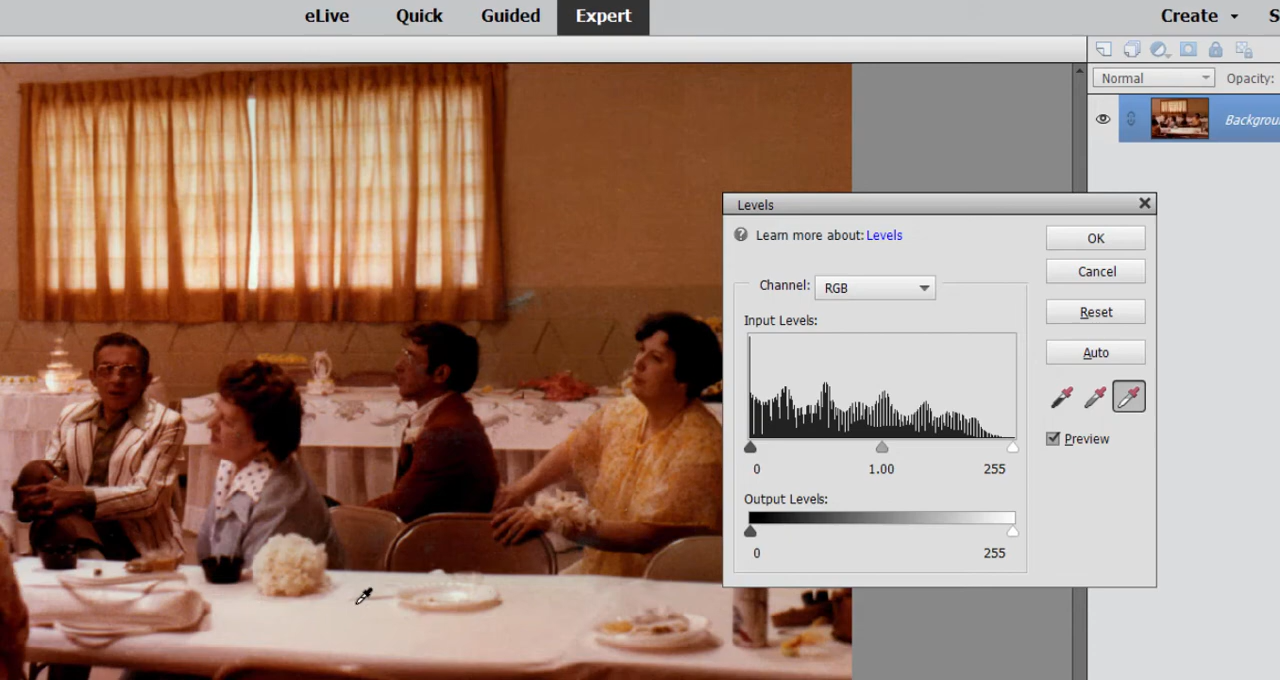 eLive Quick Guided Expert Create
Normal Opacity:
Levels
Learn more about: Levels
OK
Channel: RGB
Cancel
Input Levels:
Reset
Auto
Preview
0 1.00 255
Output Levels:
0 255